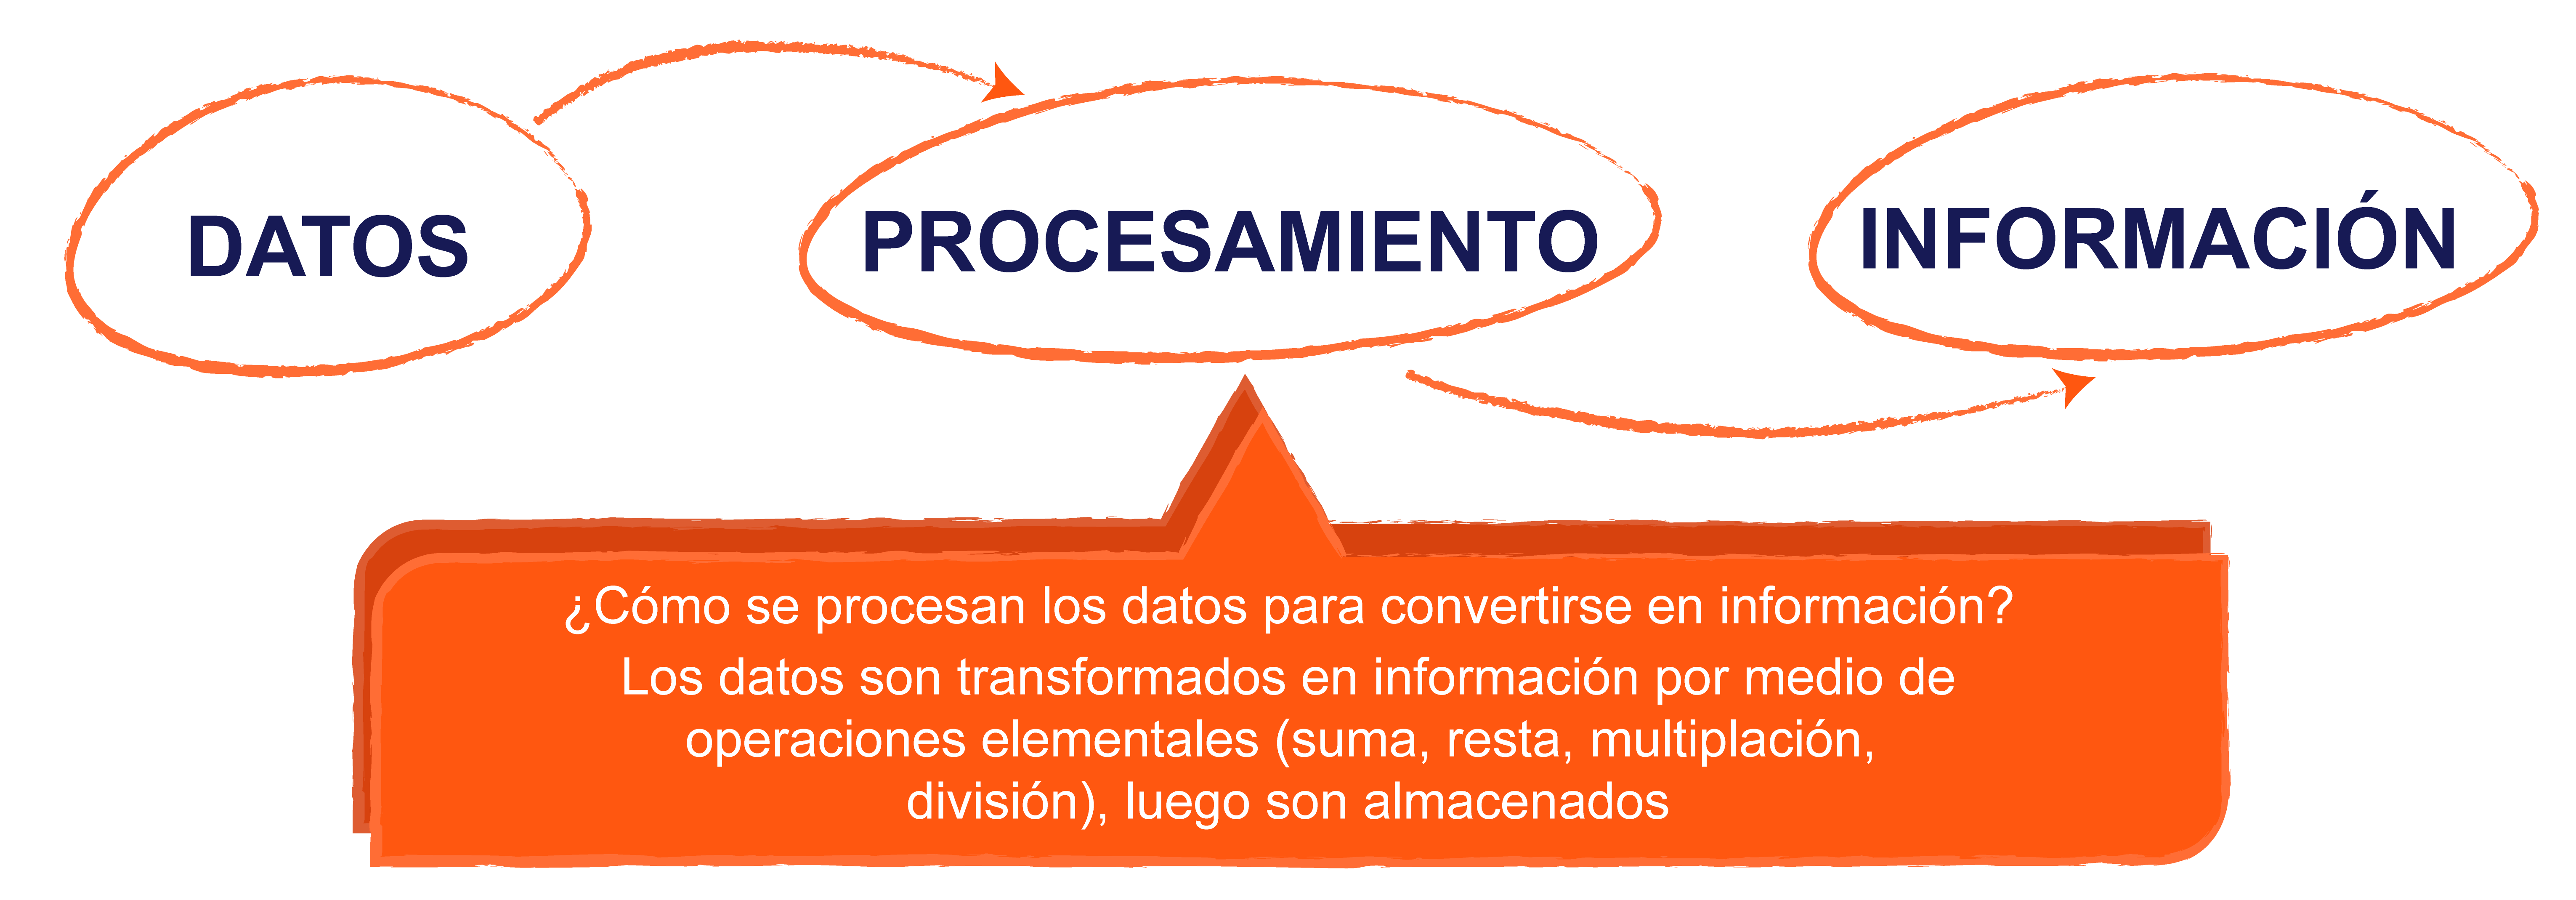 DATOS
PROCESAMIENTO
INFORMACIÓN
¿Cómo se procesan los datos para convertirse en información?
Los datos son transformados en información por medio de
operaciones elementales (suma, resta, multiplación,
división), luego son almacenados